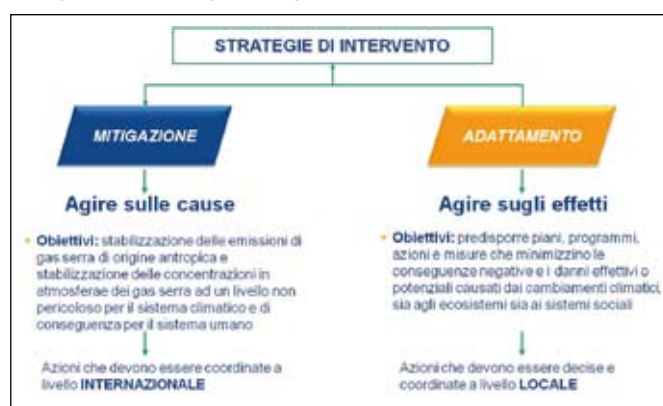 STRATEGIE DI INTERVENTO
MITIGAZIONE
Agire sulle cause
Obiettivi: stabilizzazione delle emissioni di
gas serra di origine antropica e
stabilizzazione delle concentrazioni in
atmosferae dei gas serra ad un livello non
pericoloso per il sistema climatico e di
conseguenza per il sistema umano
Azioni che devono essere coordinate a
livello INTERNAZIONALE
ADATTAMENTO
Agire sugli effetti
Obiettivi: predisporre piani, programmi,
azioni e misure che minimizzino le
conseguenze negative e i danni effettivi o
potenziali causati dai cambiamenti climatici,
sia agli ecosistemi sia ai sistemi sociali
Azioni che devono essere decise e
coordinate a livello LOCALE